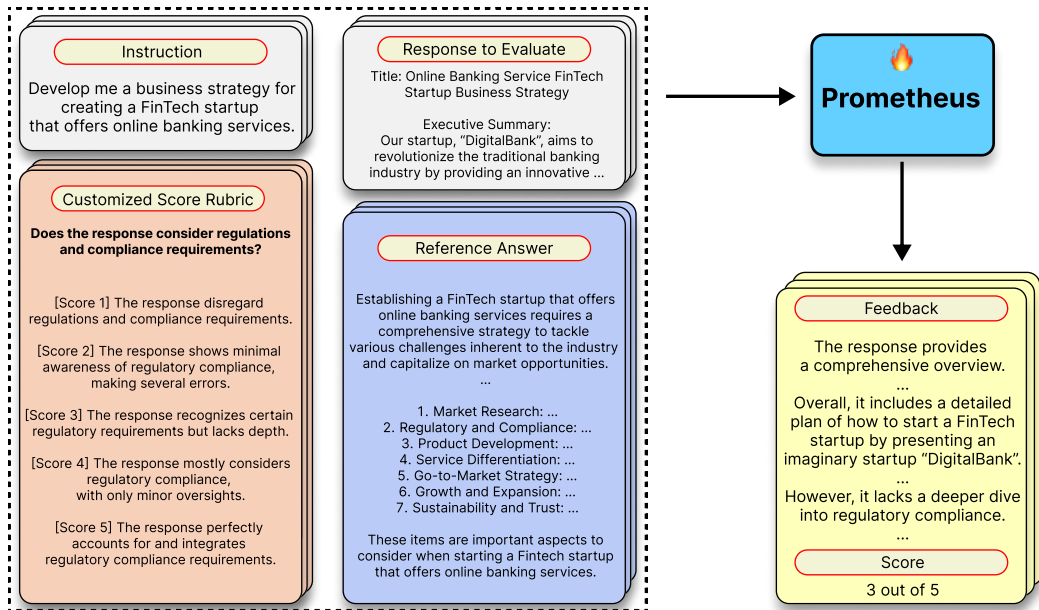 Instruction
Develop me a business strategy for
creating a FinTech startup
that offers online banking services.
Customized Score Rubric
Does the response consider regulations
and compliance requirements?
[Score 1] The response disregard
regulations and compliance requirements.
[Score 2] The response shows minimal
awareness of regulatory compliance,
making several errors.
[Score 3] The response recognizes certain
regulatory requirements but lacks depth.
[Score 4] The response mostly considers
regulatory compliance,
with only minor oversights.
[Score 5] The response perfectly
accounts for and integrates
regulatory compliance requirements.
Response to Evaluate
Title: Online Banking Service FinTech
Startup Business Strategy
Executive Summary:
Our startup, “DigitalBank”, aims to
revolutionize the traditional banking
industry by providing an innovative ...
Reference Answer
Establishing a FinTech startup that offers
online banking services requires a
comprehensive strategy to tackle
various challenges inherent to the industry
and capitalize on market opportunities.
...
1. Market Research: ...
2. Regulatory and Compliance: ...
3. Product Development: ...
4. Service Differentiation: ...
5. Go-to-Market Strategy: ...
6. Growth and Expansion: ...
7. Sustainability and Trust: ...
These items are important aspects to
consider when starting a Fintech startup
that offers online banking services.
Prometheus
Feedback
The response provides
a comprehensive overview.
...
Overall, it includes a detailed
plan of how to start a FinTech
startup by presenting an
imaginary startup “DigitalBank”.
...
However, it lacks a deeper dive
into regulatory compliance.
...
Score
3 out of 5